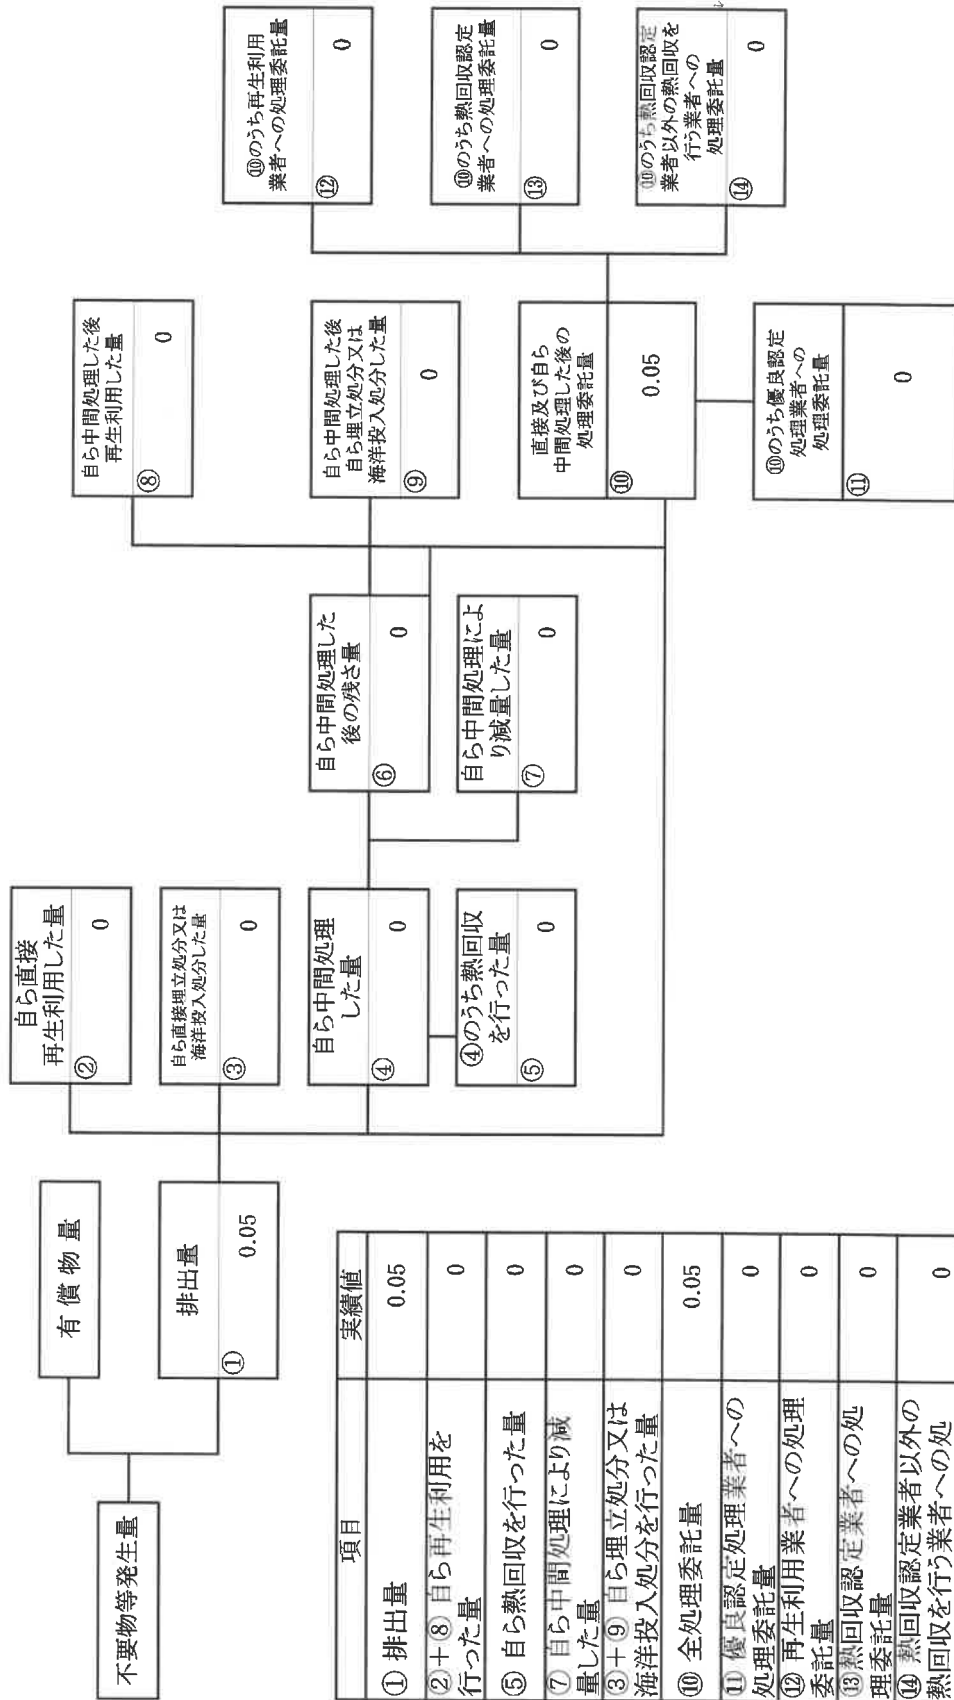 不要物等発生量
有償物量
排出量
①
0.05
自ら直接
再生利用した量
②
0
自ら直接埋立処分又は
海洋投入処分した量
③
0
自ら中間処理
した量
④
0
④のうち熱回収
を行った量
⑤
0
自ら中間処理した
後の残さ量
⑥
0
自ら中間処理によ
り減量した量
⑦
0
自ら中間処理した後
再生利用した量
⑧
0
自ら中間処理した後
自ら埋立処分又は
海洋投入処分した量
⑨
0
直接及び自ら
中間処理した後の
処理委託量
⑩
0.05
⑩のうち優良認定
処理業者への
処理委託量
⑪
0
⑩のうち再生利用
業者への処理委託量
⑫
0
⑩のうち熱回収認定
業者への処理委託量
⑬
0
⑩のうち熱回収認定
業者以外の熱回収を
行う業者への
処理委託量
⑭
0
項目 実績値
①排出量 0.05
②+⑧自ら再生利用を
行った量 0
⑤自ら熱回収を行った量 0
⑦自ら中間処理により減
量した量 0
③+⑨自ら埋立処分又は
海洋投入処分を行った量 0
⑩全処理委託量 0.05
⑪優良認定処理業者への
処理委託量 0
⑫再生利用業者への処理
委託量 0
⑬熱回収認定業者への処
理委託量 0
⑭熱回収認定業者以外の
熱回収を行う業者への処 0